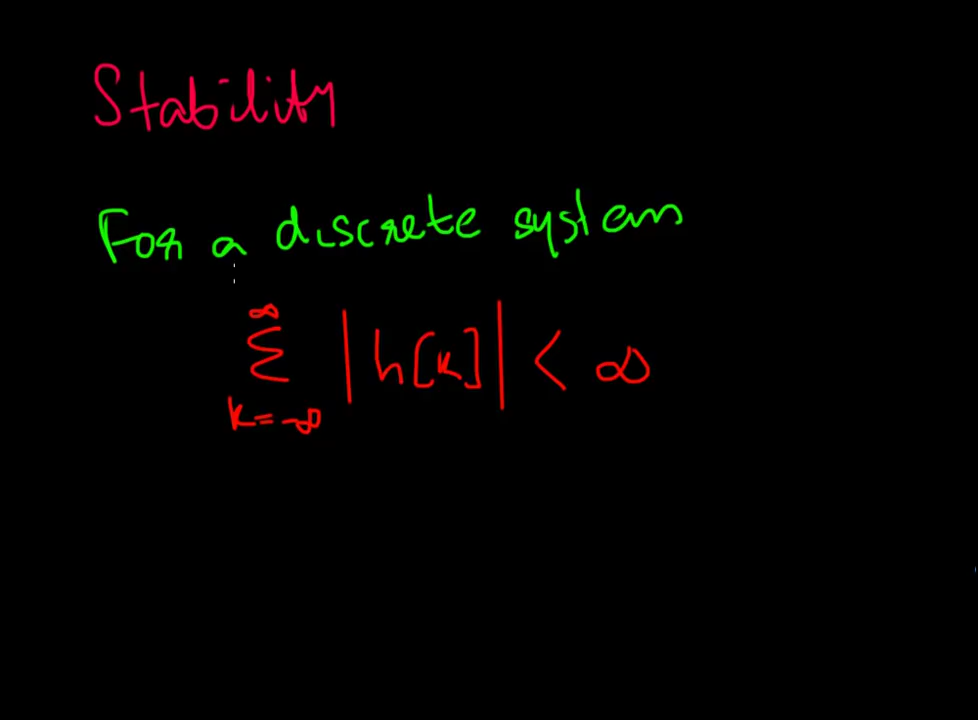 Stability
For a discrete system
∞
Σ |h[k]| < ∞
k=-∞